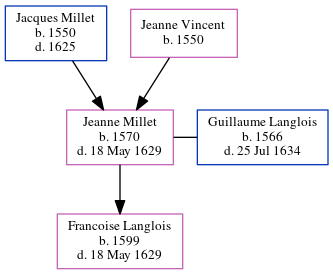 Jacques Millet
b. 1550
d. 1625
Jeanne Vincent
b. 1550
Jeanne Millet
b. 1570
d. 18 May 1629
Guillaume Langlois
b. 1566
d. 25 Jul 1634
Francoise Langlois
b. 1599
d. 18 May 1629